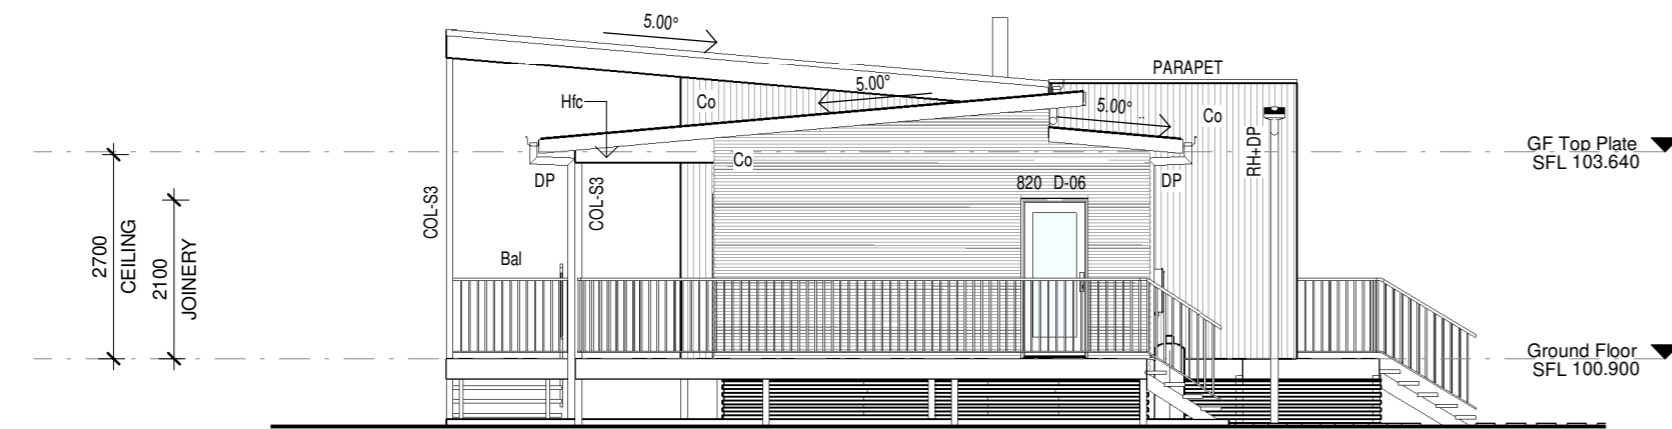 5.00°
PARAPET
5.00°
5.00°
Hfc
Co
Co
RH+DP
GF Top Plate
SFL 103.640
Co
DP
DP
COL-S3
COL-S3
820 D-06
2700
CEILING
2100
JOINERY
Bal
Ground Floor
SFL 100.900